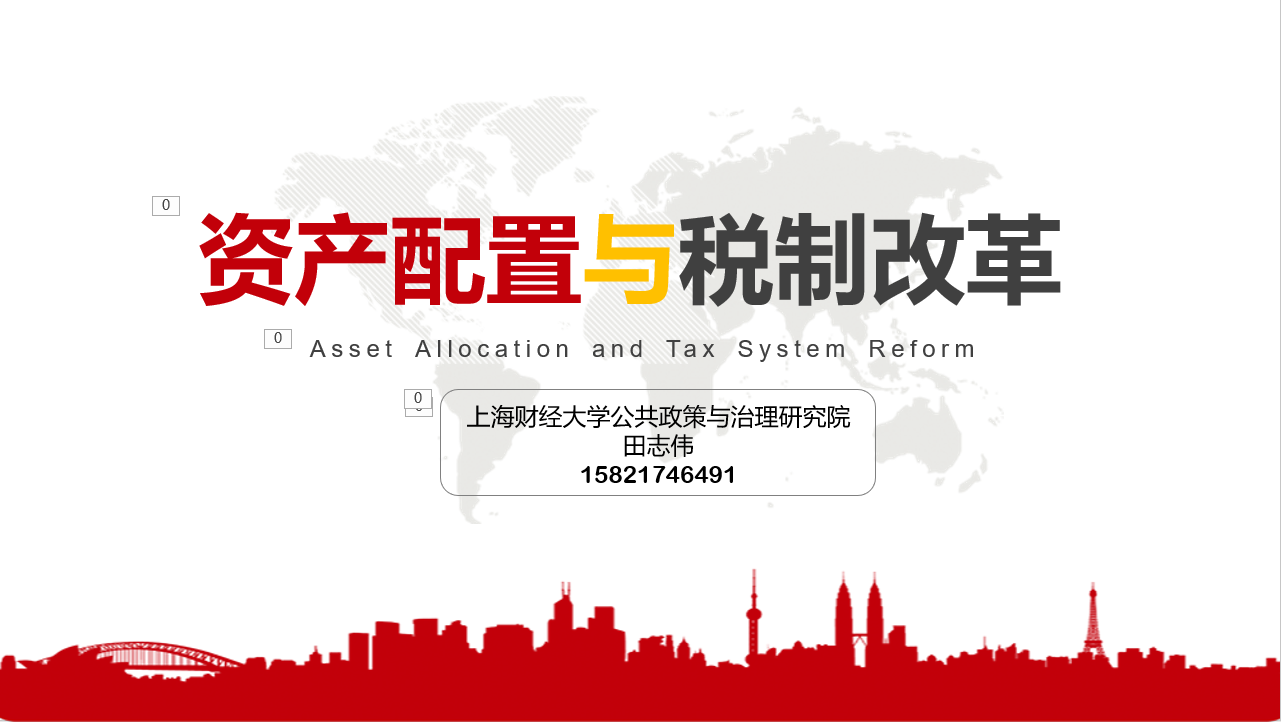 0
资产配置与税制改革
0
Asset Allocation and Tax System Reform
0
上海财经大学公共政策与治理研究院
田志伟
15821746491